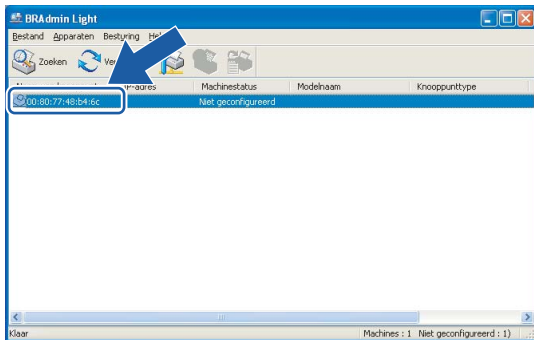 BRAdmin Light
Bestand Apparaten Besturing
Zoeken
IP-adres Machinestatus Modelnaam Knooppunttype
00:80:77:48:b4:6c Niet geconfigureerd
Klaar Machines : 1 Niet geconfigureerd : 1)